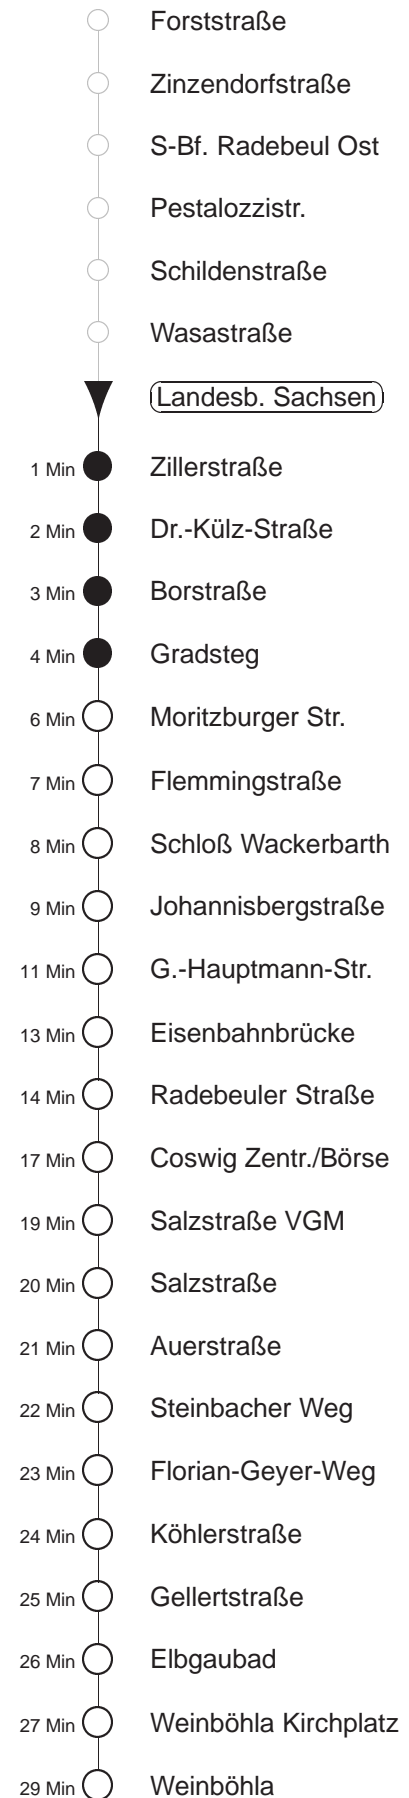 Forststraße
Zinzendorfstraße
S-Bf. Radebeul Ost
Pestalozzistr.
Schildenstraße
Wasastraße
Landesb. Sachsen
1 Min Zillerstraße
2 Min Dr.-Külz-Straße
3 Min Borstraße
4 Min Gradsteg
6 Min Moritzburger Str.
7 Min Flemmingstraße
8 Min Schloß Wackerbarth
9 Min Johannisbergstraße
11 Min G.-Hauptmann-Str.
13 Min Eisenbahnbrücke
14 Min Radebeuler Straße
17 Min Coswig Zentr./Börse
19 Min Salzstraße VGM
20 Min Salzstraße
21 Min Auerstraße
22 Min Steinbacher Weg
23 Min Florian-Geyer-Weg
24 Min Köhlerstraße
25 Min Gellertstraße
26 Min Elbgaubad
27 Min Weinböhla Kirchplatz
29 Min Weinböhla